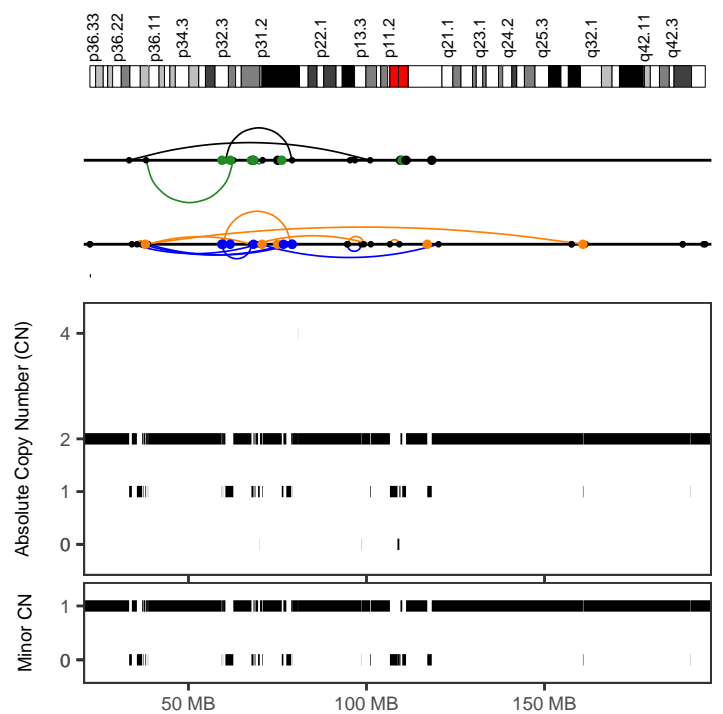 p36.33 p36.22 p36.11 p34.3 p32.3 p31.2 p22.1 p13.3 p11.2 q21.1 q23.1 q24.2 q25.3 q32.1 q42.11 q42.3
Absolute Copy Number (CN)
4
2
1
0
Minor CN
1
0
50 MB 100 MB 150 MB